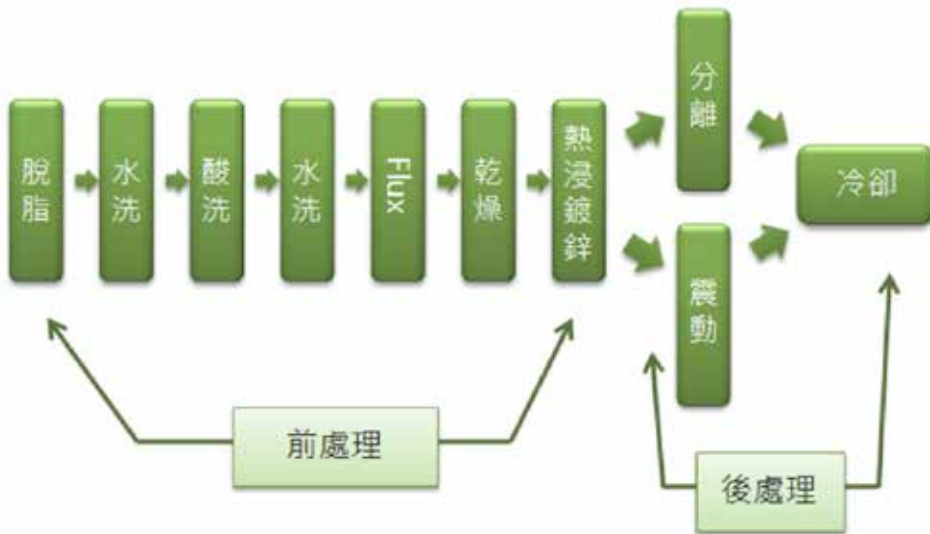 脫脂
水洗
酸洗
水洗
Flux
乾燥
熱浸鍍鋅
分離
震動
冷卻
前處理
後處理